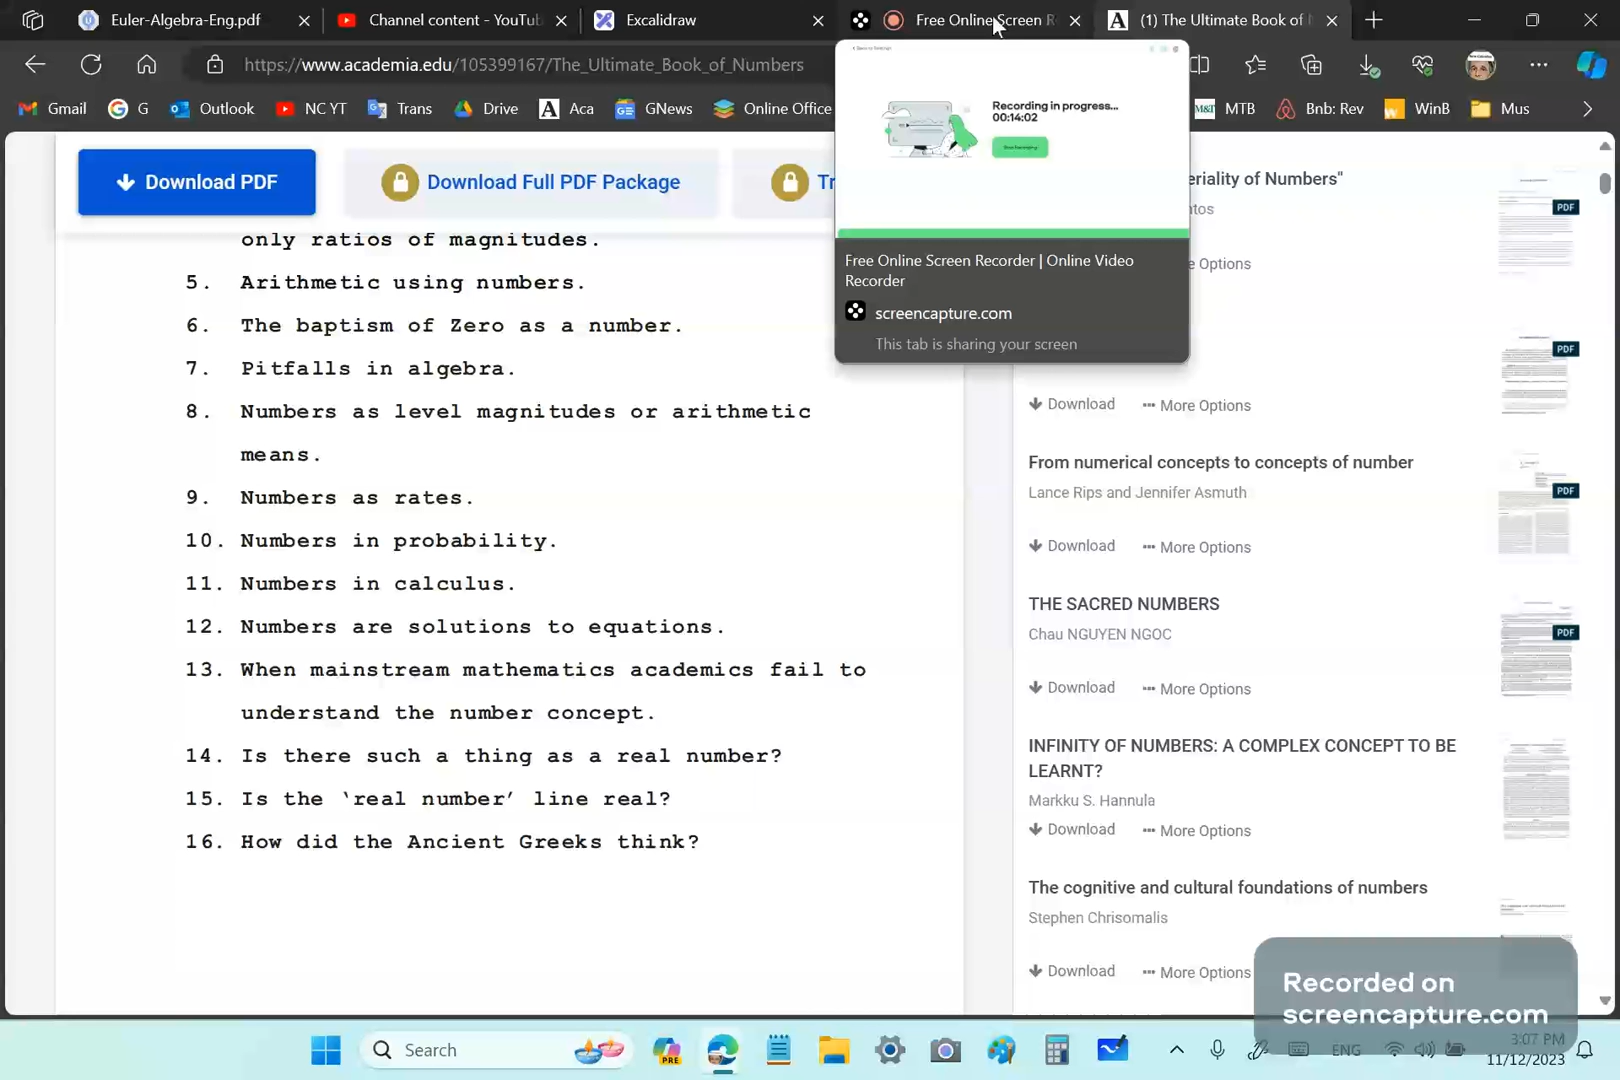 Euler-Algebra-Eng.pdf
Channel content - YouTu
Excalidraw
Free Online Screen R
(1) The Ultimate Book of
https://www.academia.edu/105399167/The_Ultimate_Book_of_Numbers
Gmail
G
Outlook
NC YT
Trans
Drive
Aca
GNews
Online Office
MTB
Bnb: Rev
WinB
Mus
Recording in progress...
00:14:02
Free Online Screen Recorder | Online Video
Recorder
screencapture.com
This tab is sharing your screen
Download PDF
Download Full PDF Package
Tr
only ratios of magnitudes.
5. Arithmetic using numbers.
6. The baptism of Zero as a number.
7. Pitfalls in algebra.
8. Numbers as level magnitudes or arithmetic
means.
9. Numbers as rates.
10. Numbers in probability.
11. Numbers in calculus.
12. Numbers are solutions to equations.
13. When mainstream mathematics academics fail to
understand the number concept.
14. Is there such a thing as a real number?
15. Is the ‘real number’ line real?
16. How did the Ancient Greeks think?
eriality of Numbers"
tos
e Options
PDF
Download
More Options
PDF
From numerical concepts to concepts of number
Lance Rips and Jennifer Asmuth
Download
More Options
PDF
THE SACRED NUMBERS
Chau NGUYEN NGOC
Download
More Options
PDF
INFINITY OF NUMBERS: A COMPLEX CONCEPT TO BE
LEARNT?
Markku S. Hannula
Download
More Options
The cognitive and cultural foundations of numbers
Stephen Chrisomalis
Download
More Options
Recorded on
screencapture.com
Search
PRE
ENG
3:07 PM
11/12/2023